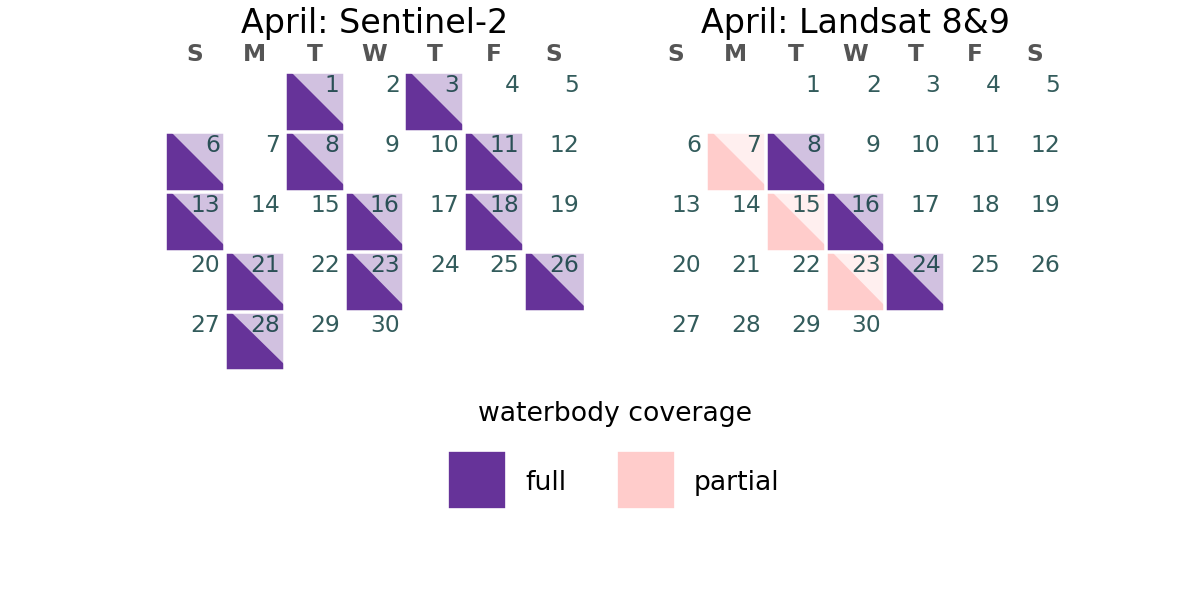 April: Sentinel-2
S M T W T F S
1 2 3 4 5
6 7 8 9 10 11 12
13 14 15 16 17 18 19
20 21 22 23 24 25 26
27 28 29 30
April: Landsat 8&9
S M T W T F S
1 2 3 4 5
6 7 8 9 10 11 12
13 14 15 16 17 18 19
20 21 22 23 24 25 26
27 28 29 30
waterbody coverage
full partial